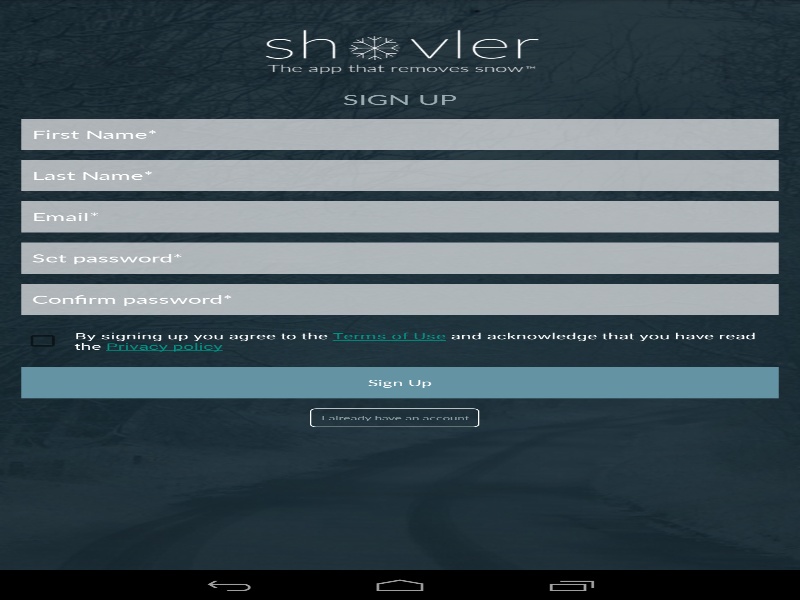 shovler
The app that removes snow™
SIGN UP
First Name*
Last Name*
Email*
Set password*
Confirm password*
By signing up you agree to the Terms of Use and acknowledge that you have read
the Privacy policy
Sign Up
I already have an account